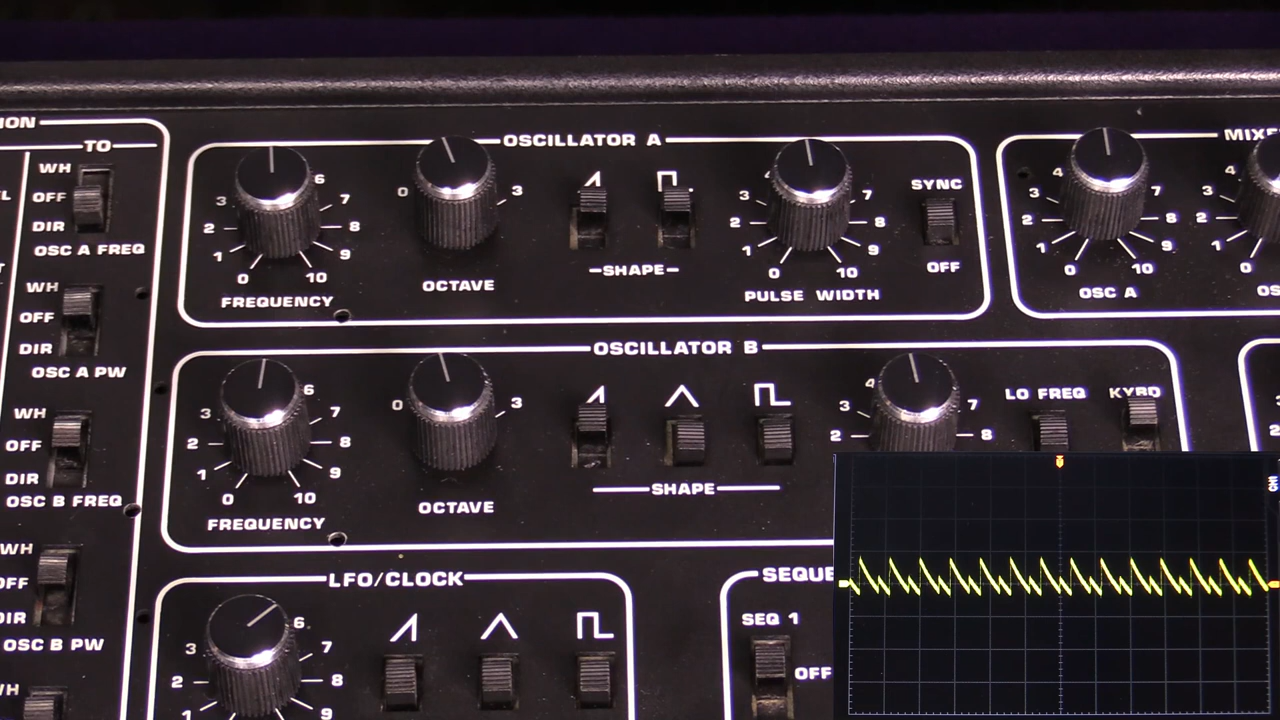 TO
WH
OFF
DIR
OSC A FREQ
WH
OFF
DIR
OSC A PW
WH
OFF
DIR
OSC B FREQ
WH
OFF
DIR
OSC B PW
WH
OSCILLATOR A
0 1 2 3 6 7 8 9 10
FREQUENCY
0 3
OCTAVE
SHAPE
0 1 2 3 4 7 8 9 10
PULSE WIDTH
SYNC
OFF
0 1 2 3 4 7 8 9 10
OSC A
0 1 2 3 4
OSCILLATOR B
0 1 2 3 6 7 8 9 10
FREQUENCY
0 3
OCTAVE
SHAPE
2 3 4 7 8
LO FREQ
KYBD
LFO/CLOCK
1 2 3 6 7 8 9
SEQ 1
OFF